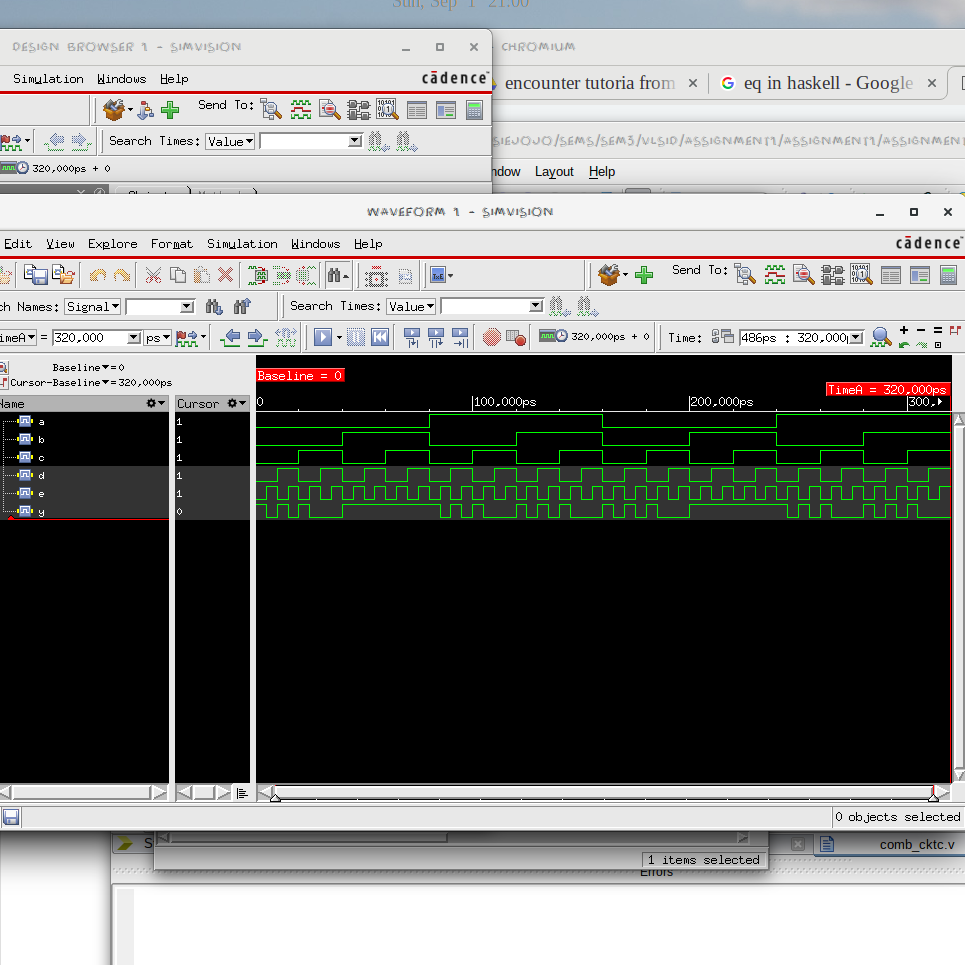 Sun, Sep 1 21:00
DESIGN BROWSER 1 - SIMVISION
- CHROMIUM
Simulation Windows Help
cādence
encounter tutoria from
eq in haskell - Google
Send To:
Search Times: Value
SIEJOJO/SEMS/SEM3/VLSID/ASSIGNMENT1/ASSIGNMENT1/ASSIGNMEN
320,000ps + 0
ndow Layout Help
WAVEFORM 1 - SIMVISION
Edit View Explore Format Simulation Windows Help
cādence
Send To:
ch Names: Signal
Search Times: Value
imeA = 320,000 ps
320,000ps + 0
Time: 486ps : 320,000p
Baseline = 0
Cursor-Baseline = 320,000ps
Baseline = 0
TimeA = 320,000ps
Name Cursor
0 100,000ps 200,000ps 300,
a 1
b 1
c 1
d 1
e 1
y 0
0 objects selected
S
comb_cktc.v
1 items selected
Errors